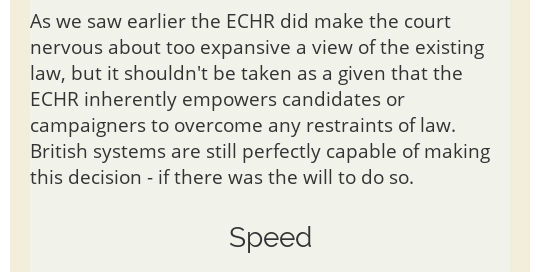 As we saw earlier the ECHR did make the court
nervous about too expansive a view of the existing
law, but it shouldn't be taken as a given that the
ECHR inherently empowers candidates or
campaigners to overcome any restraints of law.
British systems are still perfectly capable of making
this decision - if there was the will to do so.
Speed